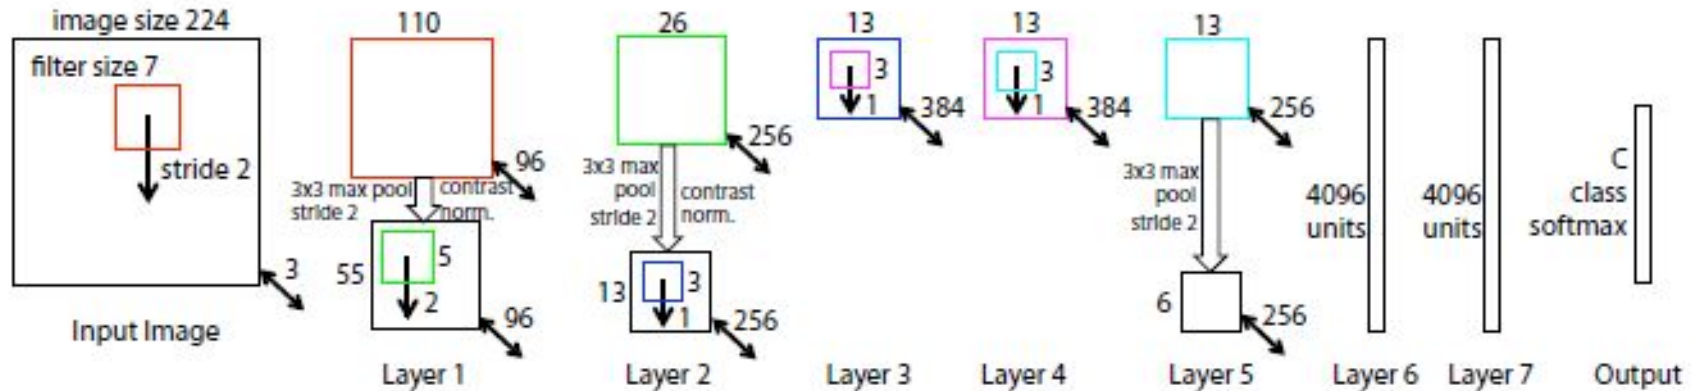 image size 224
filter size 7
stride 2
3
Input Image
110
96
3x3 max pool
stride 2
contrast
norm.
55
5
2
96
Layer 1
26
256
3x3 max
pool
stride 2
contrast
norm.
13
3
1
256
Layer 2
13
3
1
384
Layer 3
13
3
1
384
Layer 4
13
256
3x3 max
pool
stride 2
6
256
Layer 5
4096
units
Layer 6
4096
units
Layer 7
C
class
softmax
Output